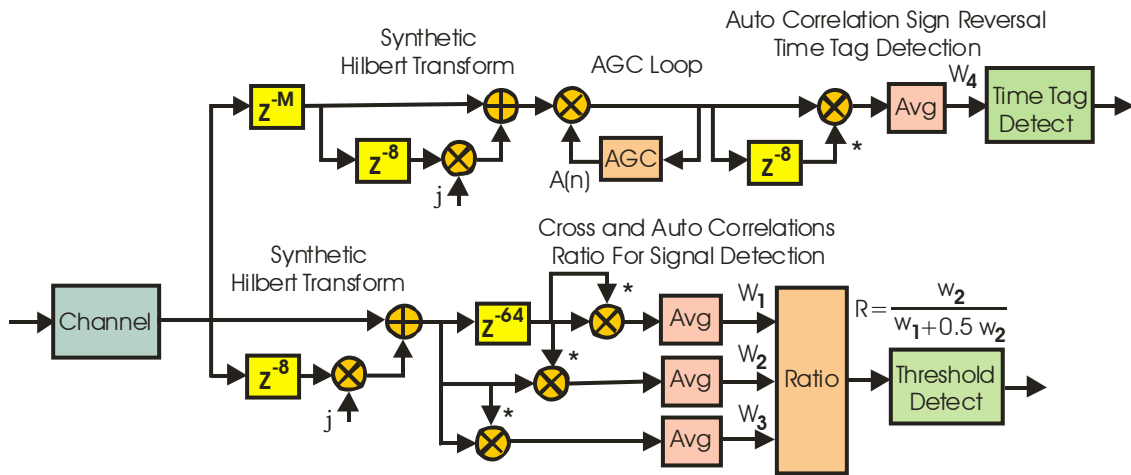 Auto Correlation Sign Reversal
Time Tag Detection
Synthetic
Hilbert Transform
AGC Loop
Z-M
Avg
W4
Time Tag
Detect
Z-8
j
A(n)
AGC
Z-8
*
Cross and Auto Correlations
Ratio For Signal Detection
Synthetic
Hilbert Transform
Channel
Z-64
*
Avg
W1
R = w2 / w1+0.5 w2
Z-8
j
*
Avg
W2
Ratio
Threshold
Detect
*
Avg
W3